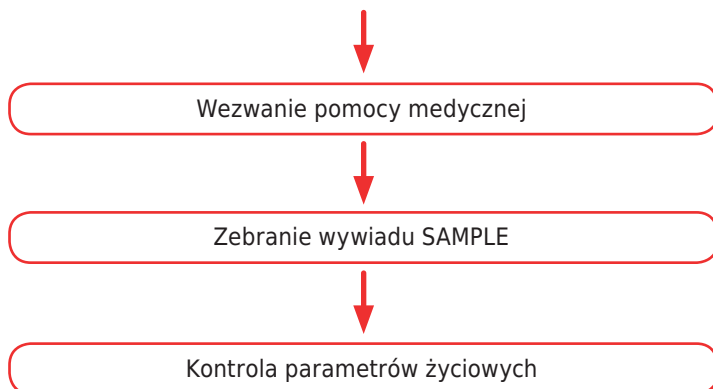 Wezwanie pomocy medycznej
Zebranie wywiadu SAMPLE
Kontrola parametrów życiowych